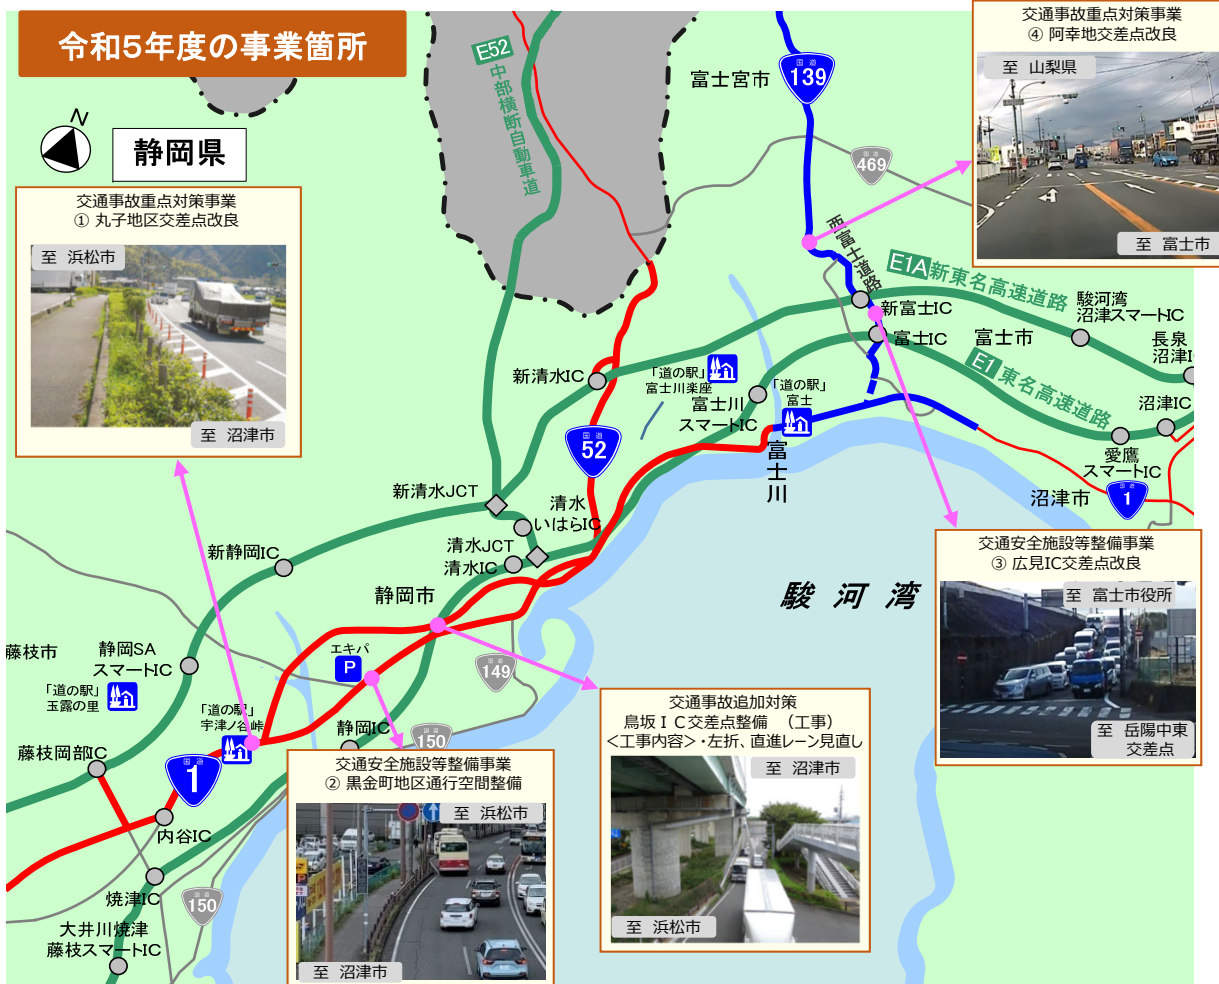 令和5年度の事業箇所
N
静岡県
E52
中部横断自動車道
富士宮市
国道
139
国道
469
西富士道路
E1A
新東名高速道路
駿河湾
沼津スマートIC
長泉
沼津I
新富士IC
富士IC
富士市
E1
東名高速道路
沼津IC
愛鷹
スマートIC
沼津市
国道
1
新清水IC
「道の駅」
富士川楽座
富士川
スマートIC
「道の駅」
富士
富士川
国道
52
新清水JCT
清水
いはらIC
清水JCT
清水IC
新静岡IC
静岡市
駿河湾
藤枝市
静岡SA
スマートIC
「道の駅」
玉露の里
エキパ
P
国道
149
「道の駅」
宇津ノ谷峠
静岡IC
国道
150
藤枝岡部IC
国道
1
内谷IC
焼津IC
国道
150
大井川焼津
藤枝スマートIC
交通事故重点対策事業
① 丸子地区交差点改良
至 浜松市
至 沼津市
交通安全施設等整備事業
② 黒金町地区通行空間整備
至 浜松市
至 沼津市
交通事故追加対策
鳥坂IC交差点整備 (工事)
<工事内容>・左折、直進レーン見直し
至 沼津市
至 浜松市
交通安全施設等整備事業
③ 広見IC交差点改良
至 富士市役所
至 岳陽中東
交差点
交通事故重点対策事業
④ 阿幸地交差点改良
至 山梨県
至 富士市